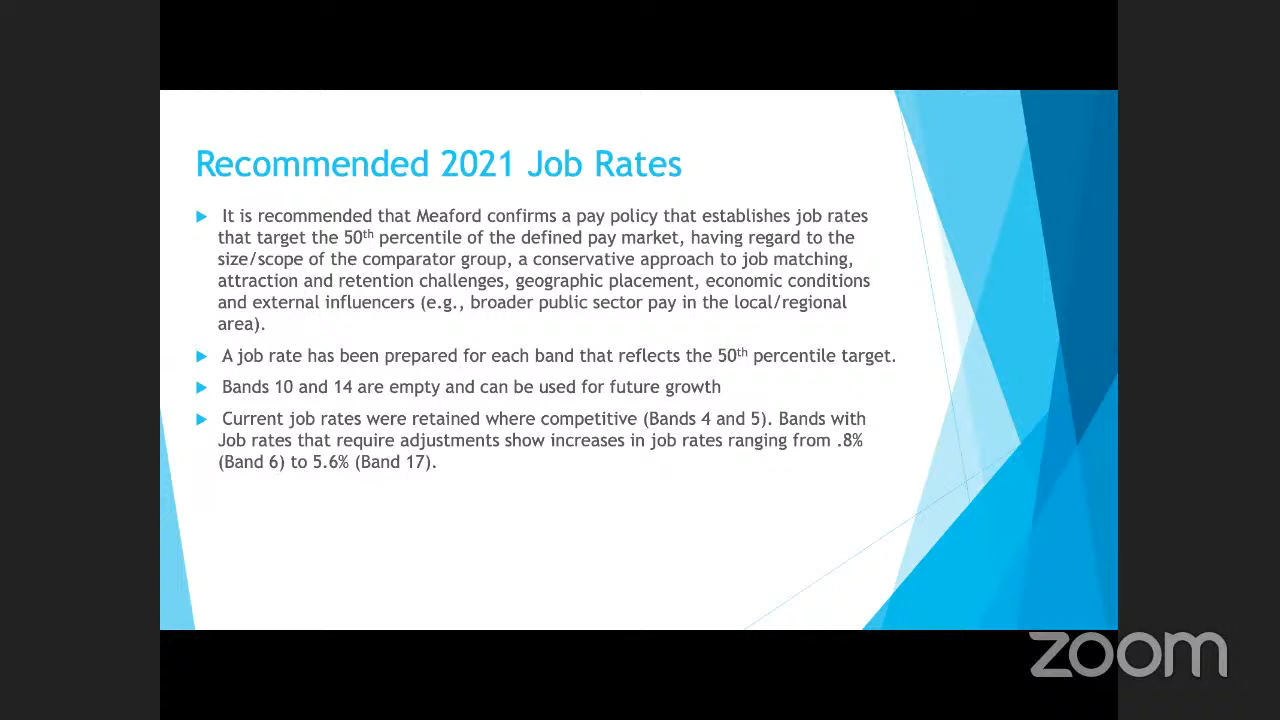 Recommended 2021 Job Rates
It is recommended that Meaford confirms a pay policy that establishes job rates
that target the 50th percentile of the defined pay market, having regard to the
size/scope of the comparator group, a conservative approach to job matching,
attraction and retention challenges, geographic placement, economic conditions
and external influencers (e.g., broader public sector pay in the local/regional
area).
A job rate has been prepared for each band that reflects the 50th percentile target.
Bands 10 and 14 are empty and can be used for future growth
Current job rates were retained where competitive (Bands 4 and 5). Bands with
Job rates that require adjustments show increases in job rates ranging from .8%
(Band 6) to 5.6% (Band 17).
zoom